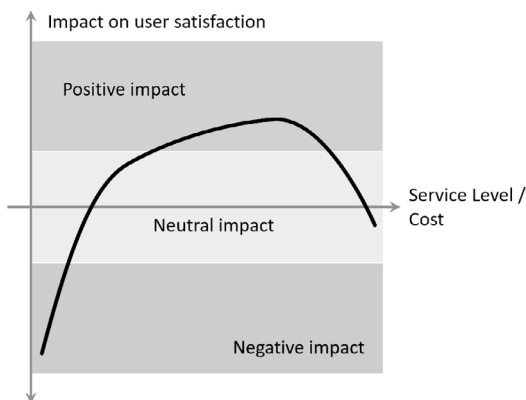 Impact on user satisfaction
Positive impact
Service Level /
Cost
Neutral impact
Negative impact